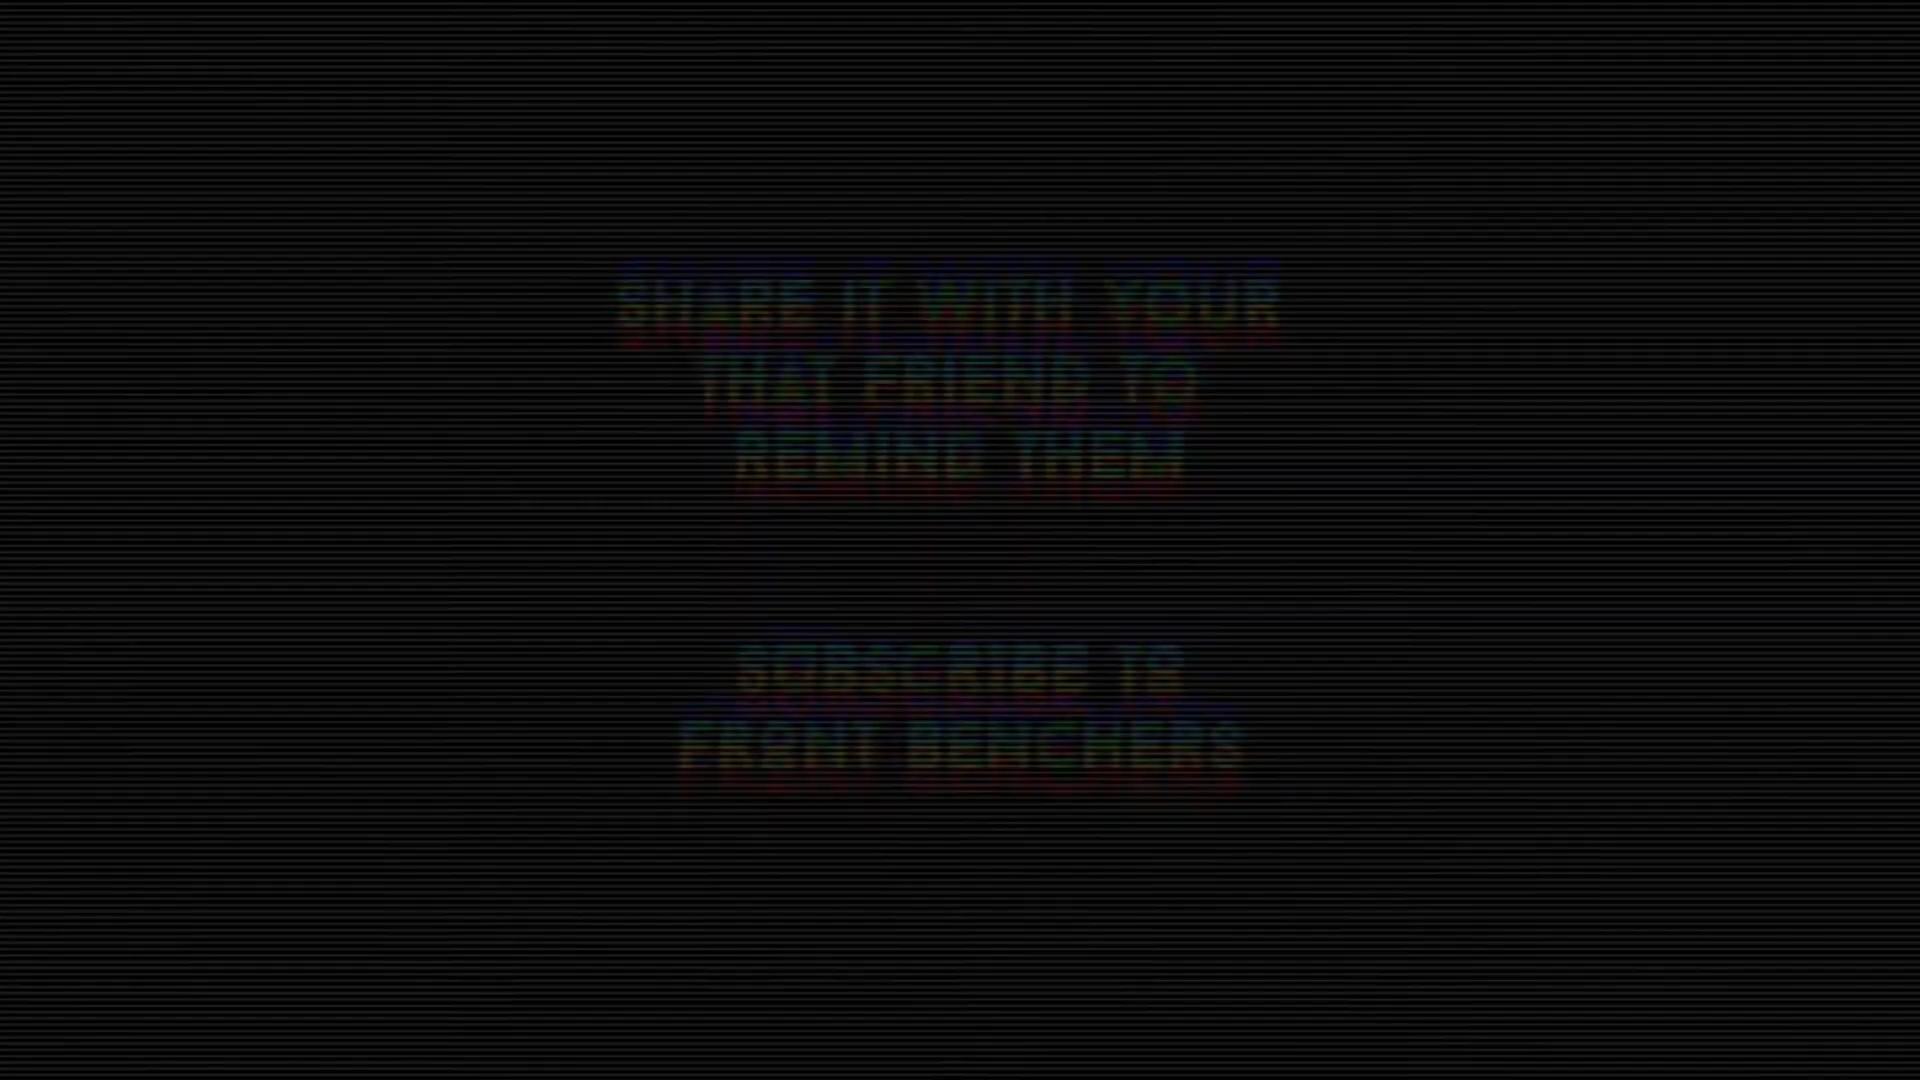 SHARE IT WITH YOUR
THAT FRIEND TO
REMIND THEM
SUBSCRIBE TO
FRONT BENCHERS